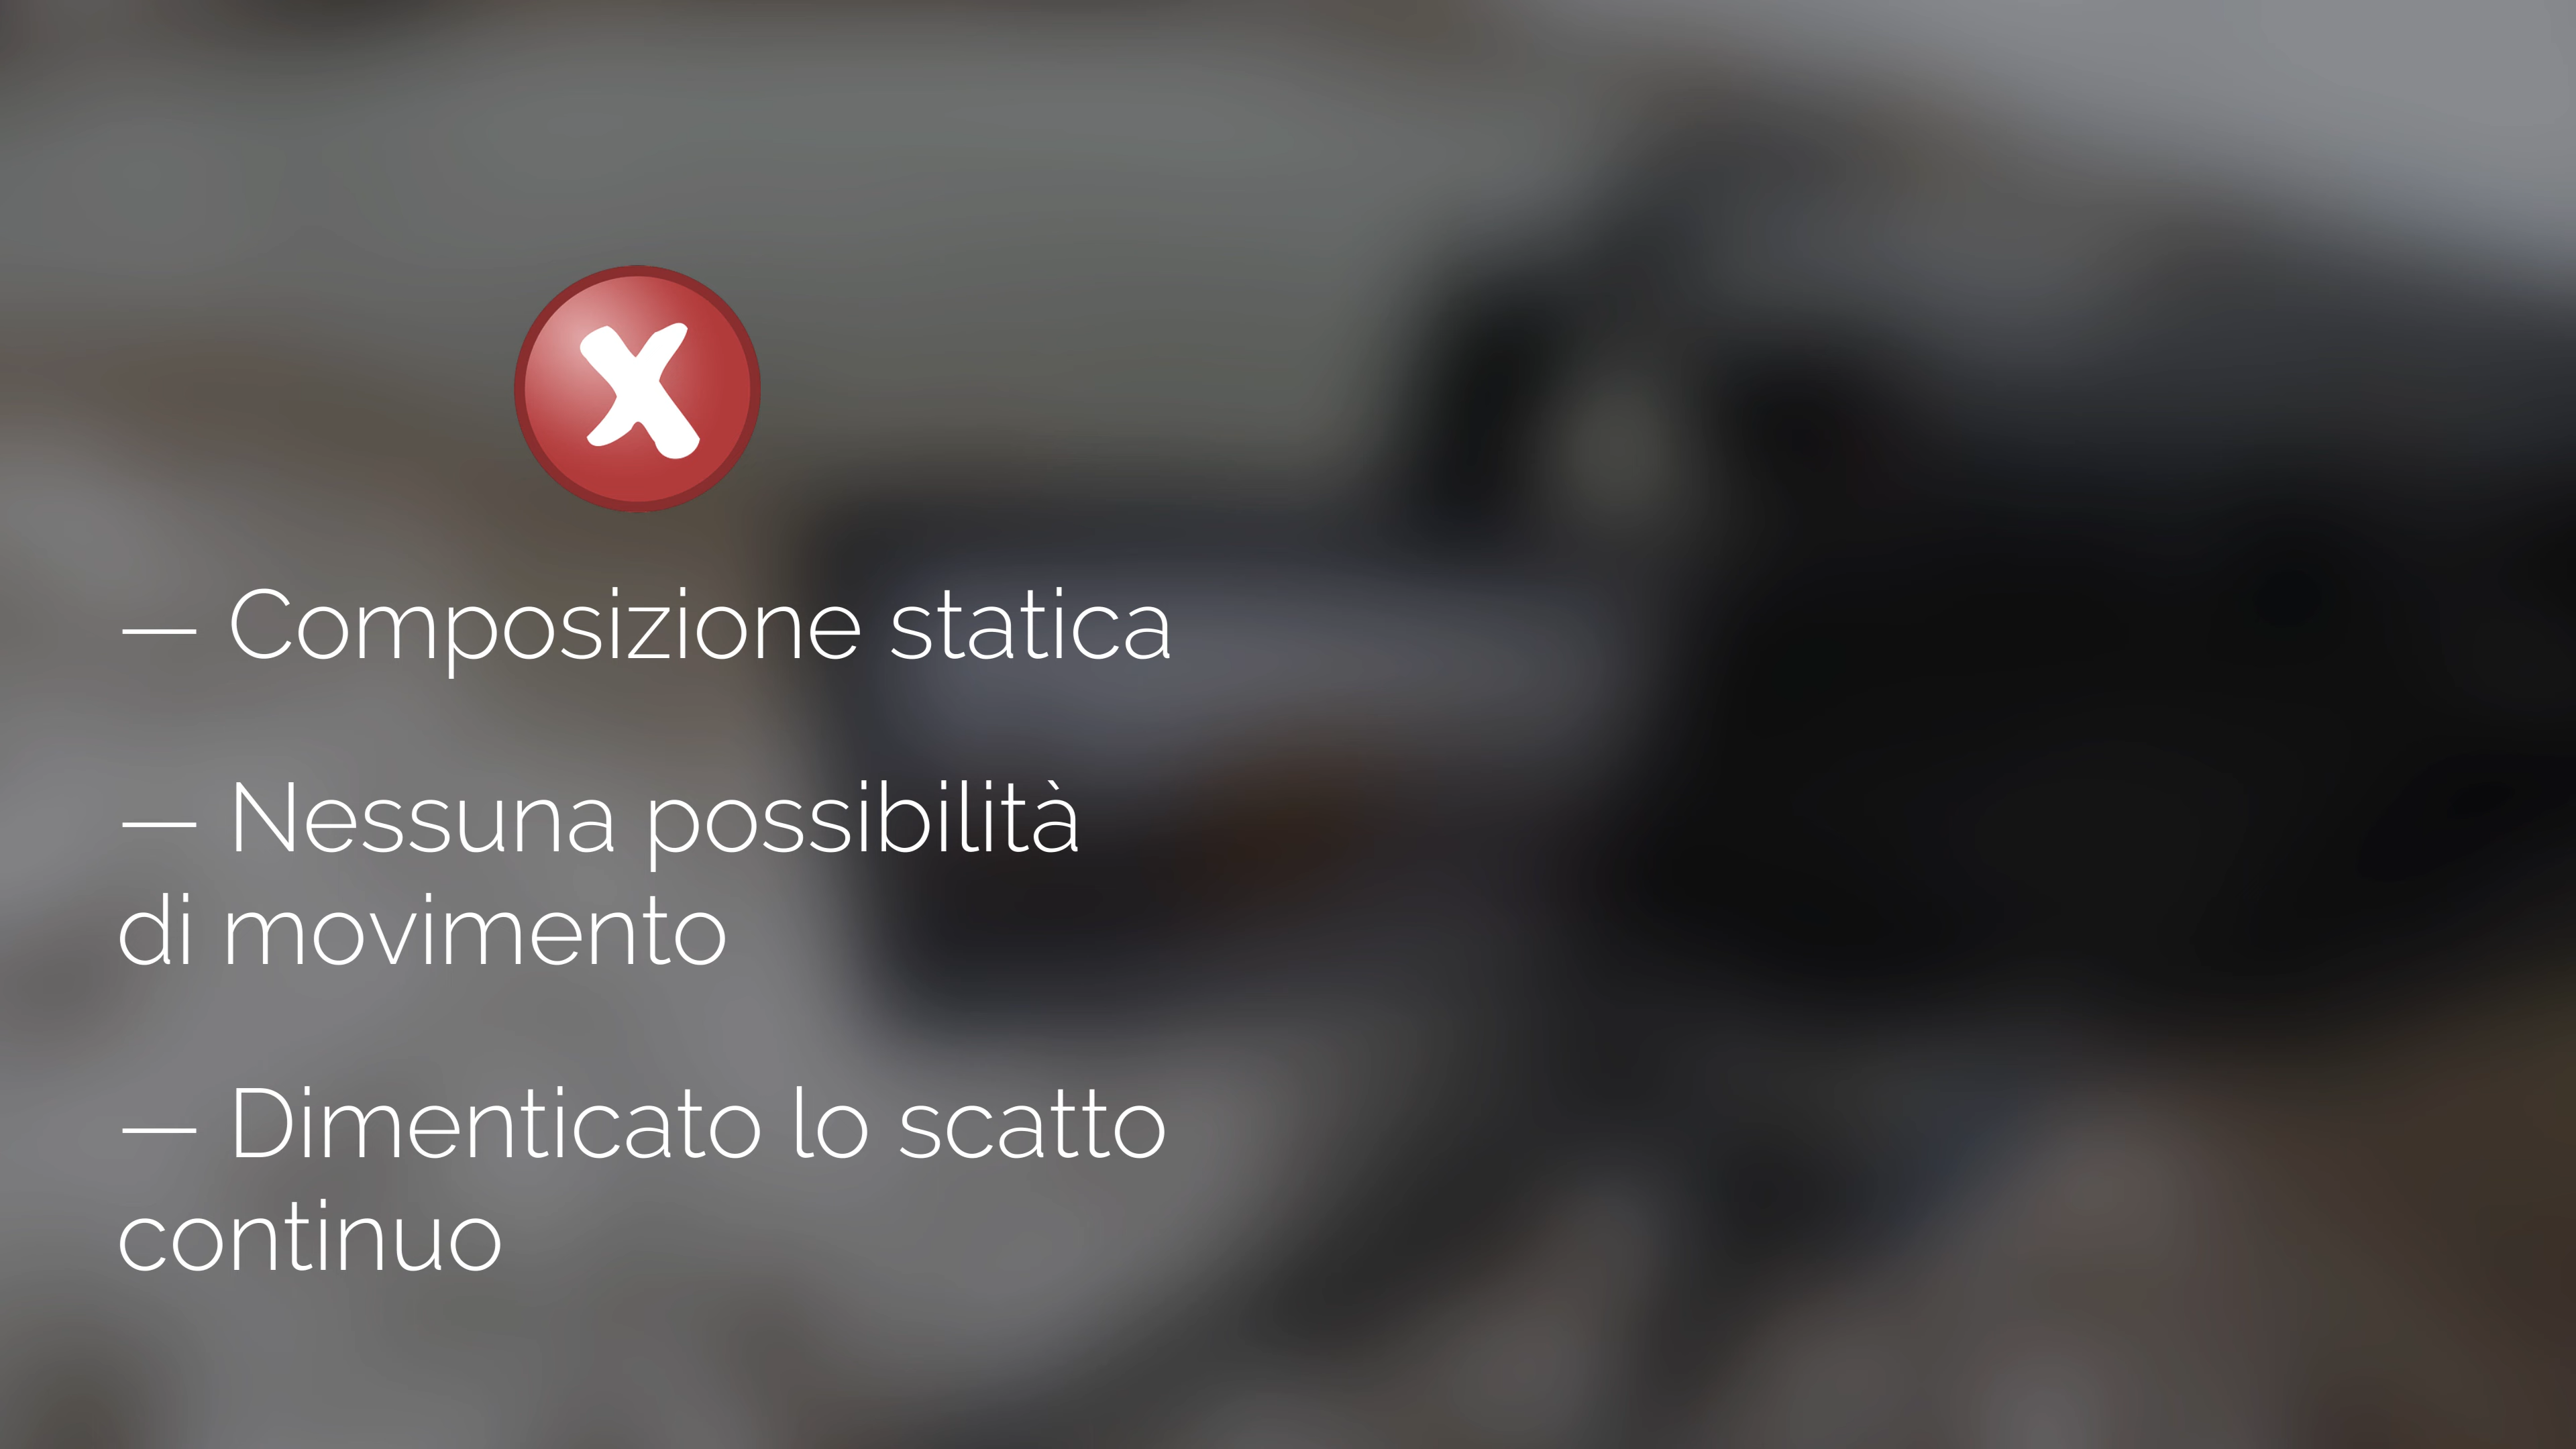 — Composizione statica
— Nessuna possibilità
di movimento
— Dimenticato lo scatto
continuo